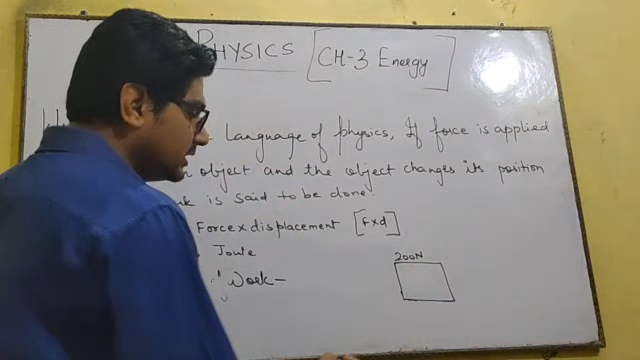 PHYSICS [CH-3 Energy]
Language of physics, If force is applied
object and the object changes its position
is said to be done.
Force x displacement [f x d]
Joule
200N
Work -